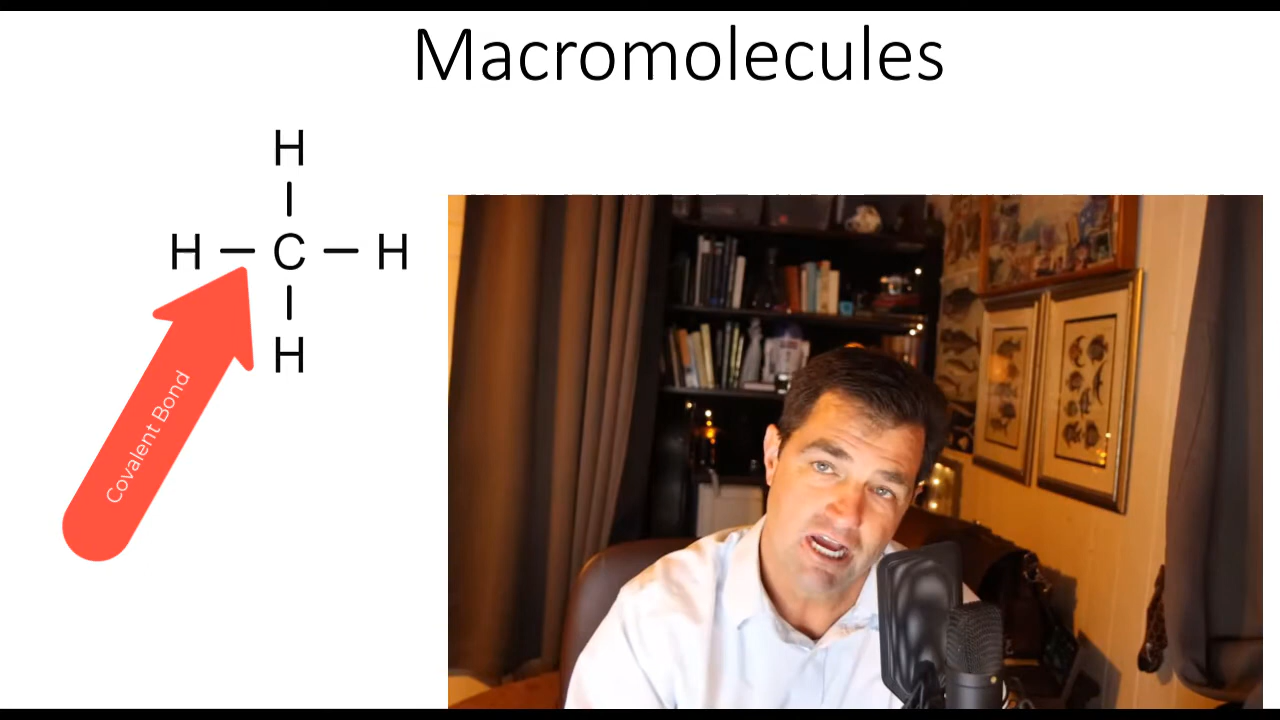 Macromolecules
H
H – C – H
H
Covalent Bond